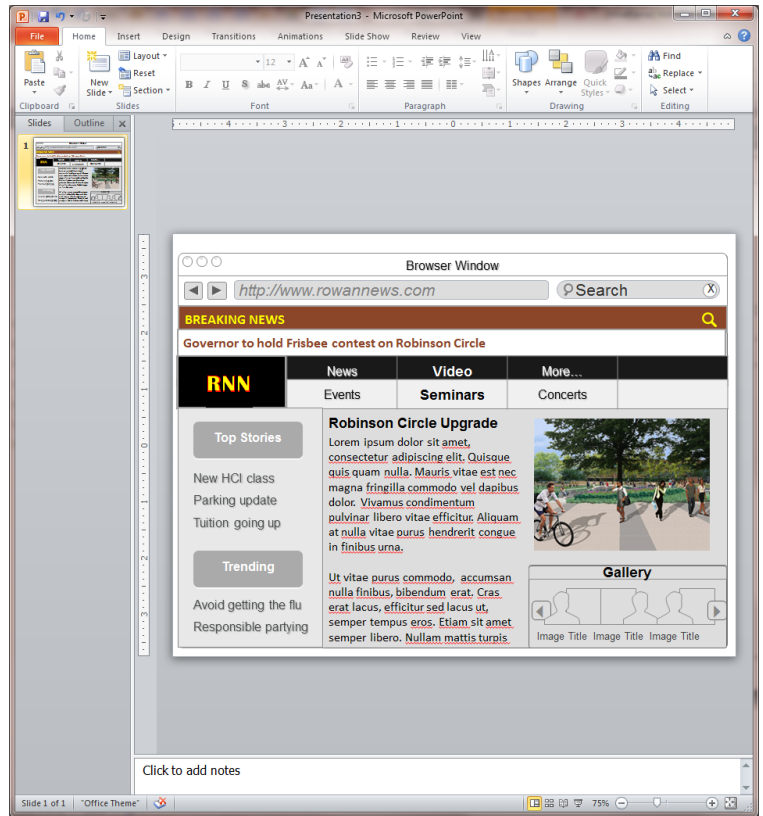 Presentation3 - Microsoft PowerPoint
File Home Insert Design Transitions Animations Slide Show Review View
Paste
New Slide
Layout
Reset
Section
12
B I U S abc AV Aa A
Shapes Arrange Quick Styles
Find
Replace
Select
Clipboard Slides Font Paragraph Drawing Editing
Slides Outline
1
Browser Window
http://www.rowannews.com
Search X
BREAKING NEWS
Governor to hold Frisbee contest on Robinson Circle
RNN
News Video More...
Events Seminars Concerts
Top Stories
New HCI class
Parking update
Tuition going up
Trending
Avoid getting the flu
Responsible partying
Robinson Circle Upgrade
Lorem ipsum dolor sit amet,
consectetur adipiscing elit. Quisque
quis quam nulla. Mauris vitae est nec
magna fringilla commodo vel dapibus
dolor. Vivamus condimentum
pulvinar libero vitae efficitur. Aliquam
at nulla vitae purus hendrerit congue
in finibus urna.
Ut vitae purus commodo, accumsan
nulla finibus, bibendum erat. Cras
erat lacus, efficitur sed lacus ut,
semper tempus eros. Etiam sit amet
semper libero. Nullam mattis turpis
Gallery
Image Title Image Title Image Title
Click to add notes
Slide 1 of 1 "Office Theme" 75%